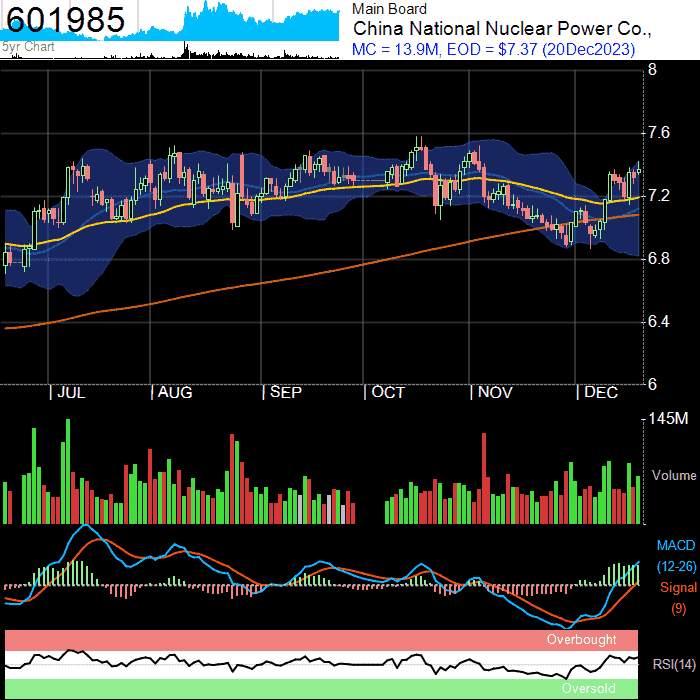 601985
5yr Chart
Main Board
China National Nuclear Power Co.,
MC = 13.9M, EOD = $7.37 (20Dec2023)
8
7.6
7.2
6.8
6.4
6
JUL AUG SEP OCT NOV DEC
145M
Volume
MACD
(12-26)
Signal
(9)
Overbought
RSI(14)
Oversold